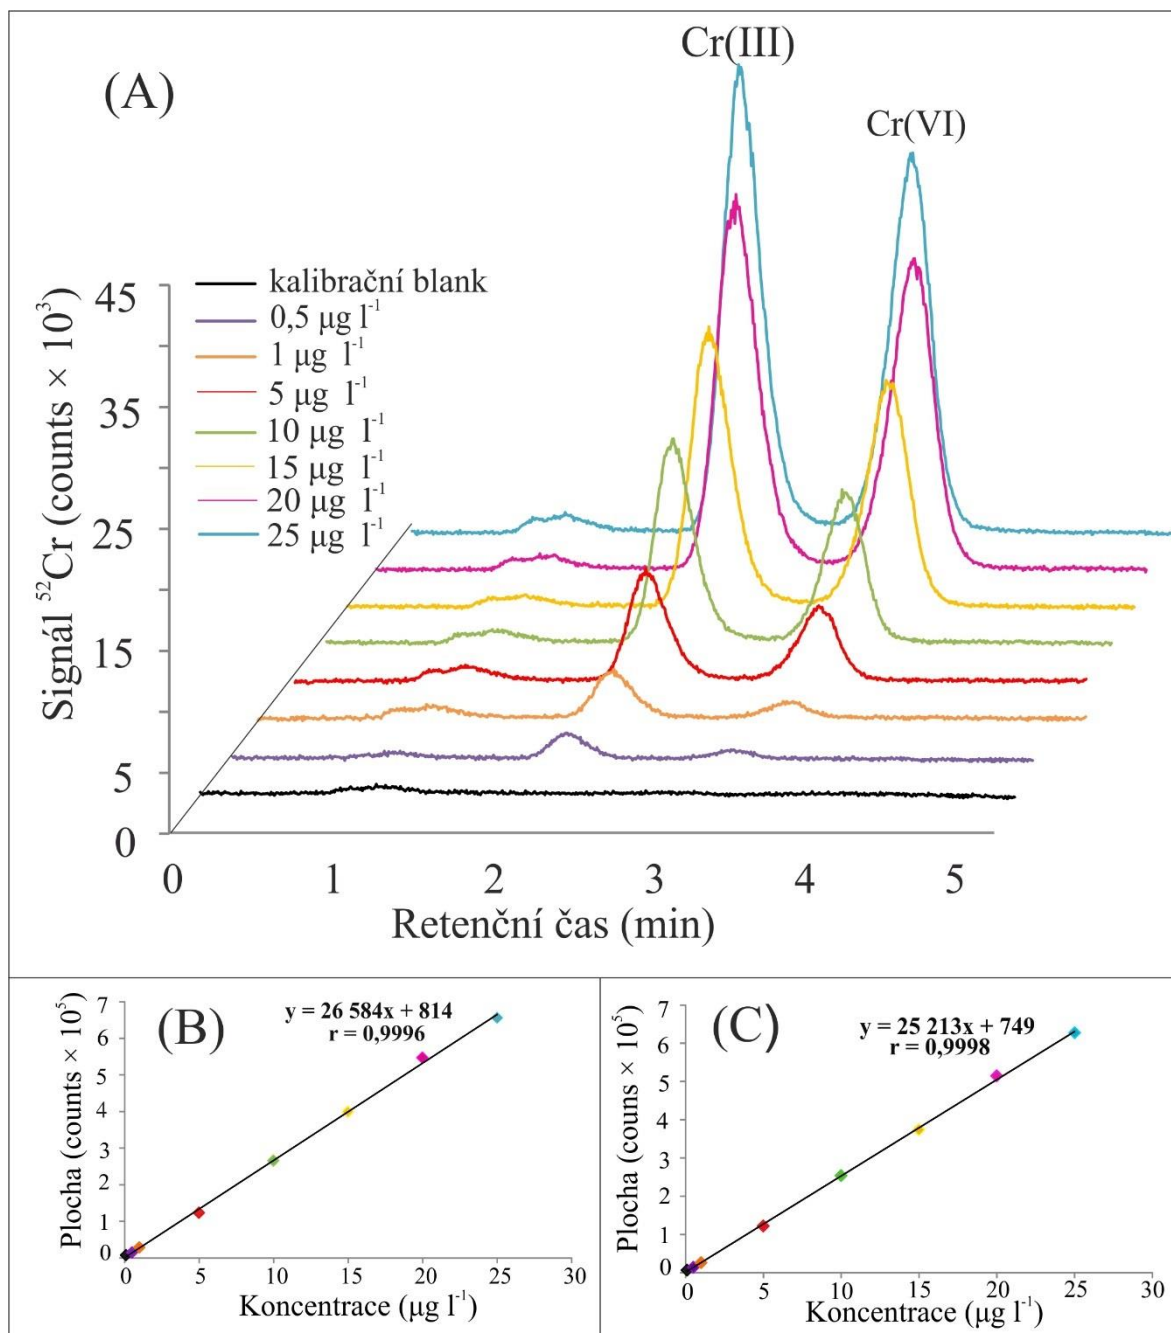 (A)
Cr(III)
Cr(VI)
Signál ⁵²Cr (counts × 10³)
45
35
25
15
5
0
kalibrační blank
0,5 µg l⁻¹
1 µg l⁻¹
5 µg l⁻¹
10 µg l⁻¹
15 µg l⁻¹
20 µg l⁻¹
25 µg l⁻¹
0 1 2 3 4 5
Retenční čas (min)
(B)
y = 26 584x + 814
r = 0,9996
Plocha (counts × 10⁵)
7
6
5
4
3
2
1
0
0 5 10 15 20 25 30
Koncentrace (µg l⁻¹)
(C)
y = 25 213x + 749
r = 0,9998
Plocha (couns × 10⁵)
7
6
5
4
3
2
1
0
0 5 10 15 20 25 30
Koncentrace (µg l⁻¹)